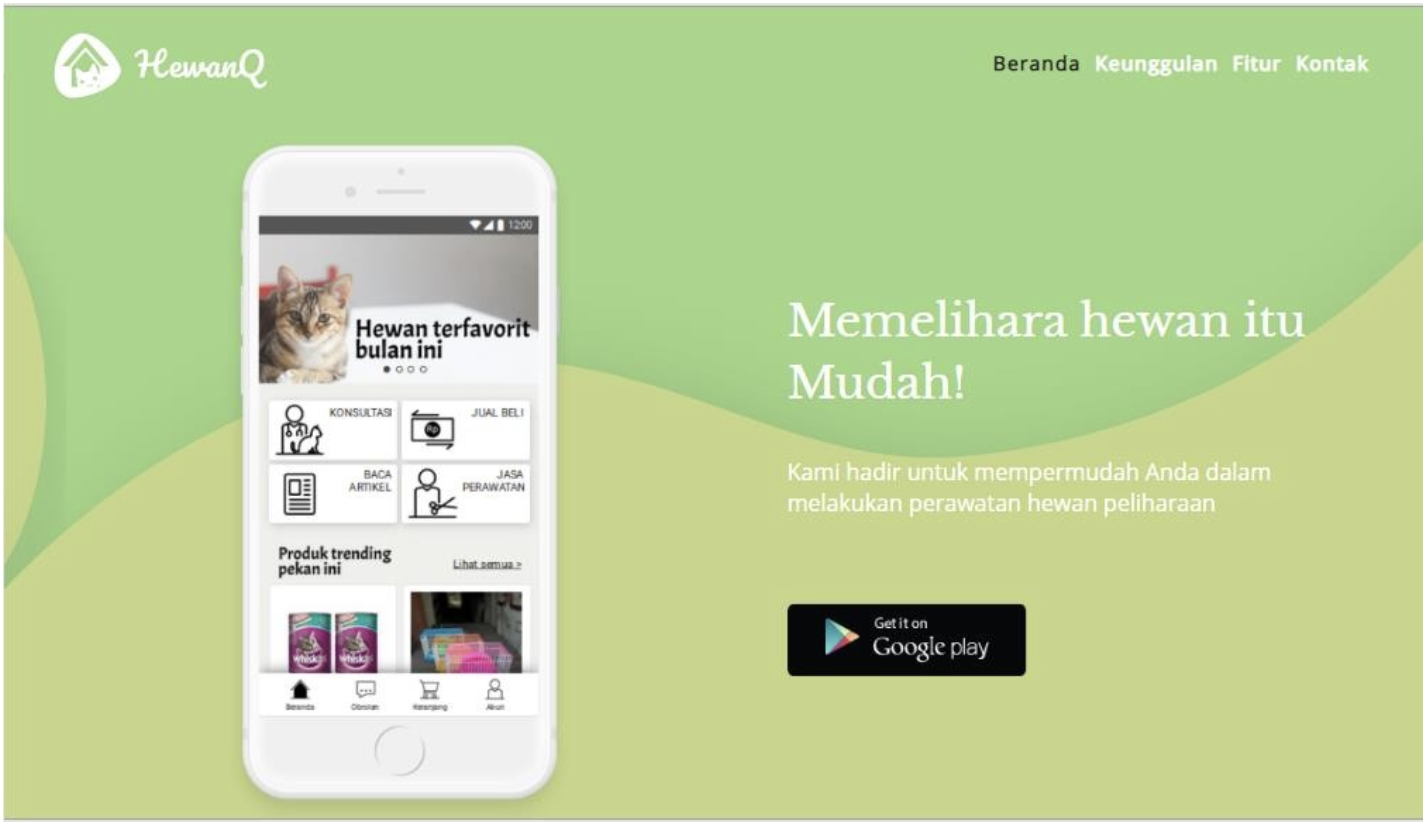 HewanQ
Beranda Keunggulan Fitur Kontak
12:00
Hewan terfavorit
bulan ini
KONSULTASI
JUAL BELI
Rp
BACA
ARTIKEL
JASA
PERAWATAN
Produk trending
pekan ini
Lihat semua >
whiskas
whiskas
Beranda
Obrolan
Keranjang
Akun
Memelihara hewan itu
Mudah!
Kami hadir untuk mempermudah Anda dalam
melakukan perawatan hewan peliharaan
Get it on
Google play